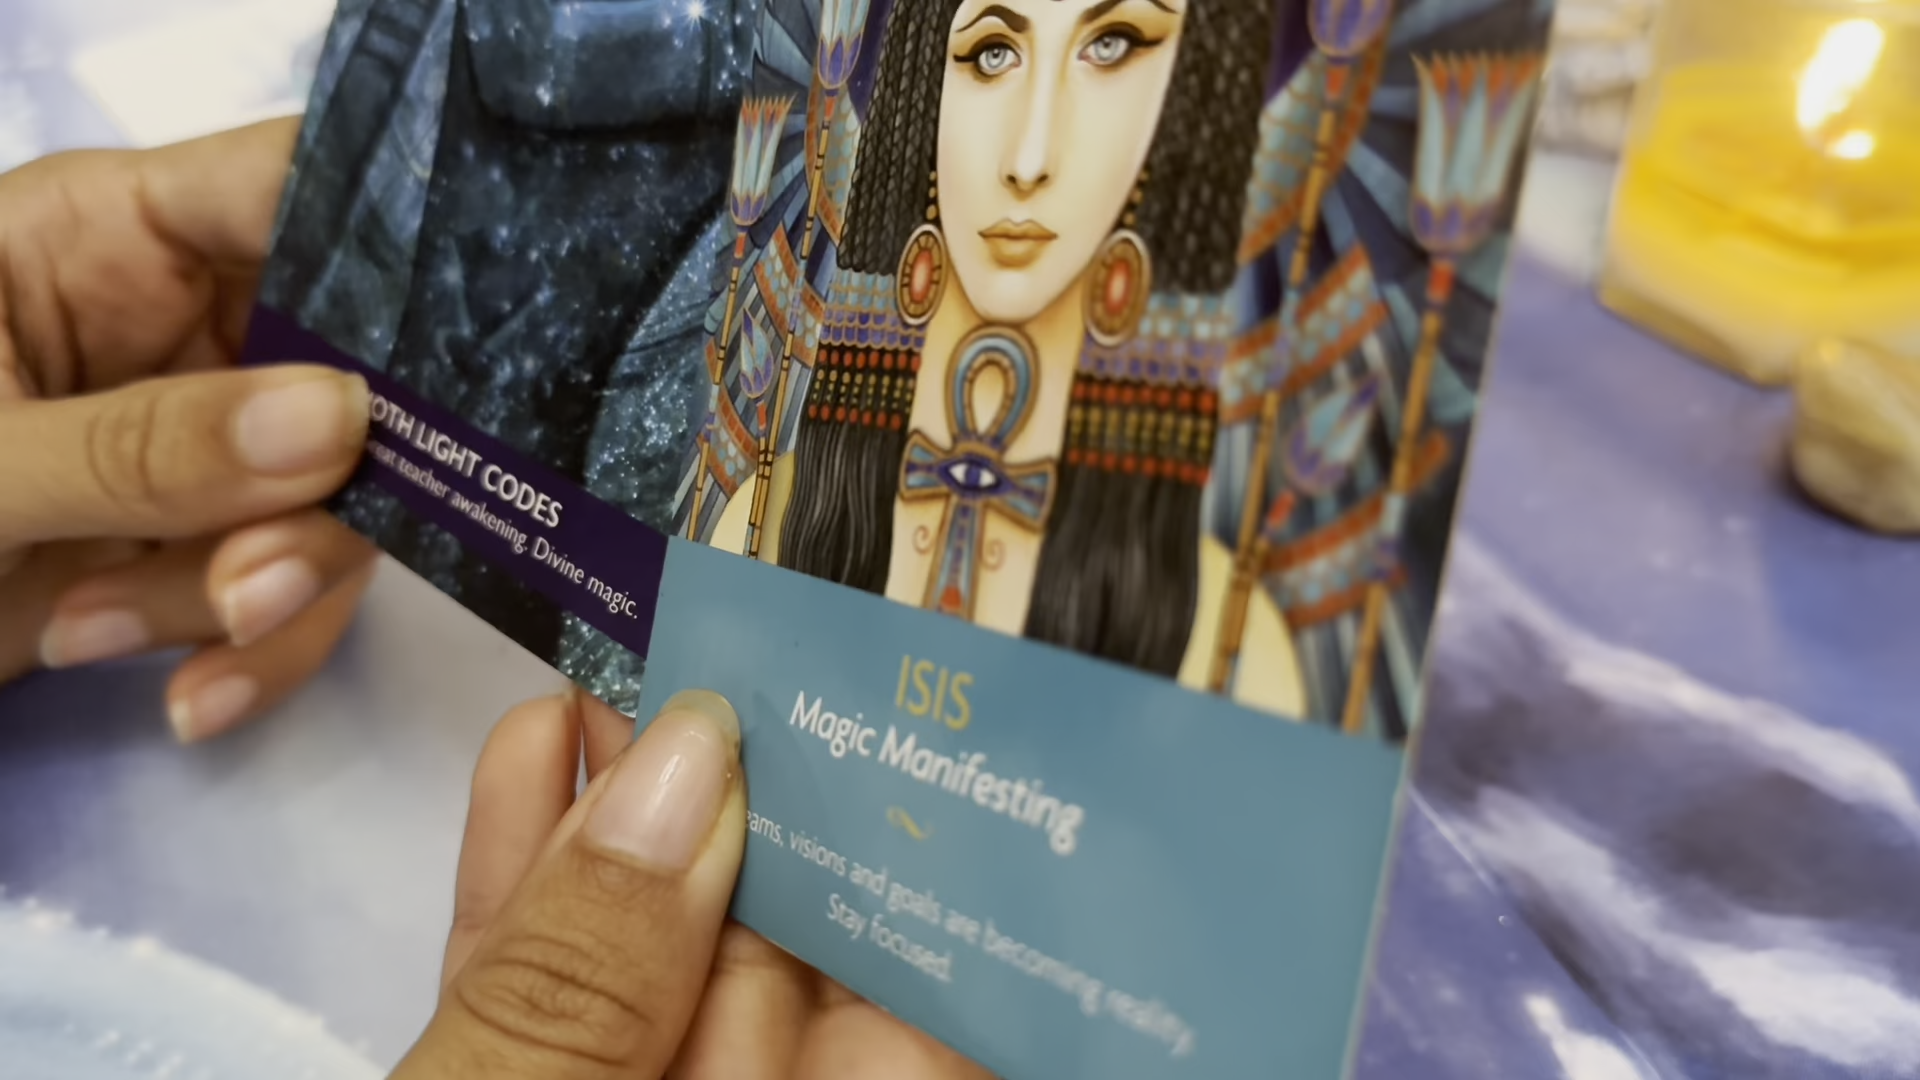 OTH LIGHT CODES
eat teacher awakening. Divine magic.
ISIS
Magic Manifesting
eams, visions and goals are becoming reality.
Stay focused.